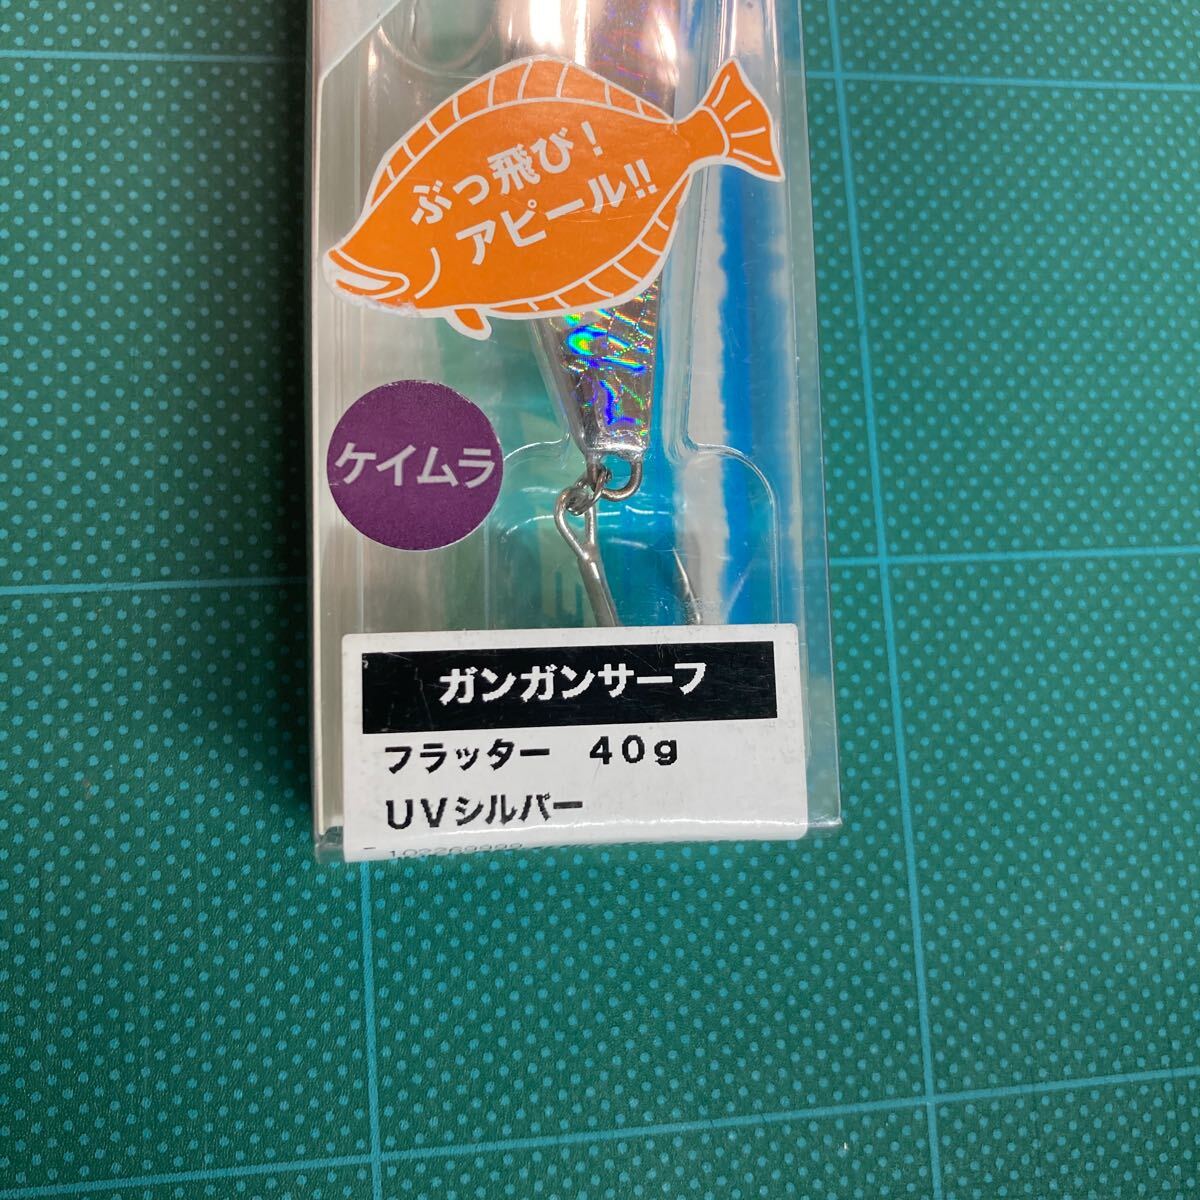 ぶっ飛び！
アピール!!
ケイムラ
ガンガンサーフ
フラッター　40g
UVシルバー